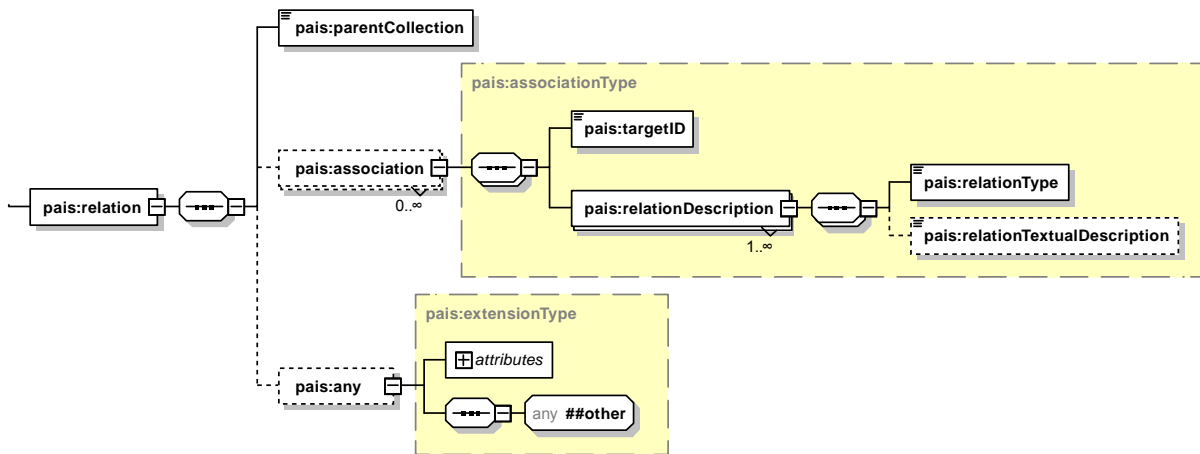 pais:parentCollection
pais:associationType
pais:targetID
pais:association
0..∞
pais:relationType
pais:relation
pais:relationDescription
1..∞
pais:relationTextualDescription
pais:extensionType
attributes
pais:any
any ##other